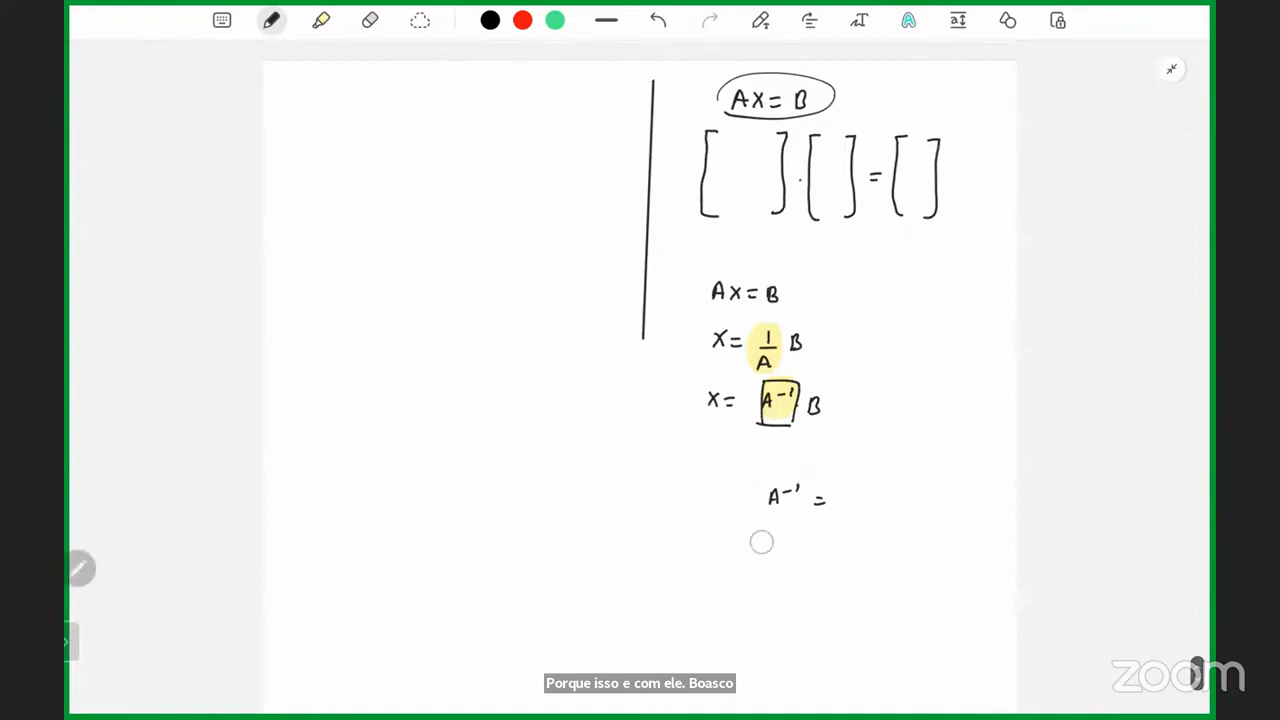 AX = B
[ ] · [ ] = [ ]
AX = B
X = 1/A B
X = A⁻¹ B
A⁻¹ =
Porque isso e com ele. Boasco
zoom